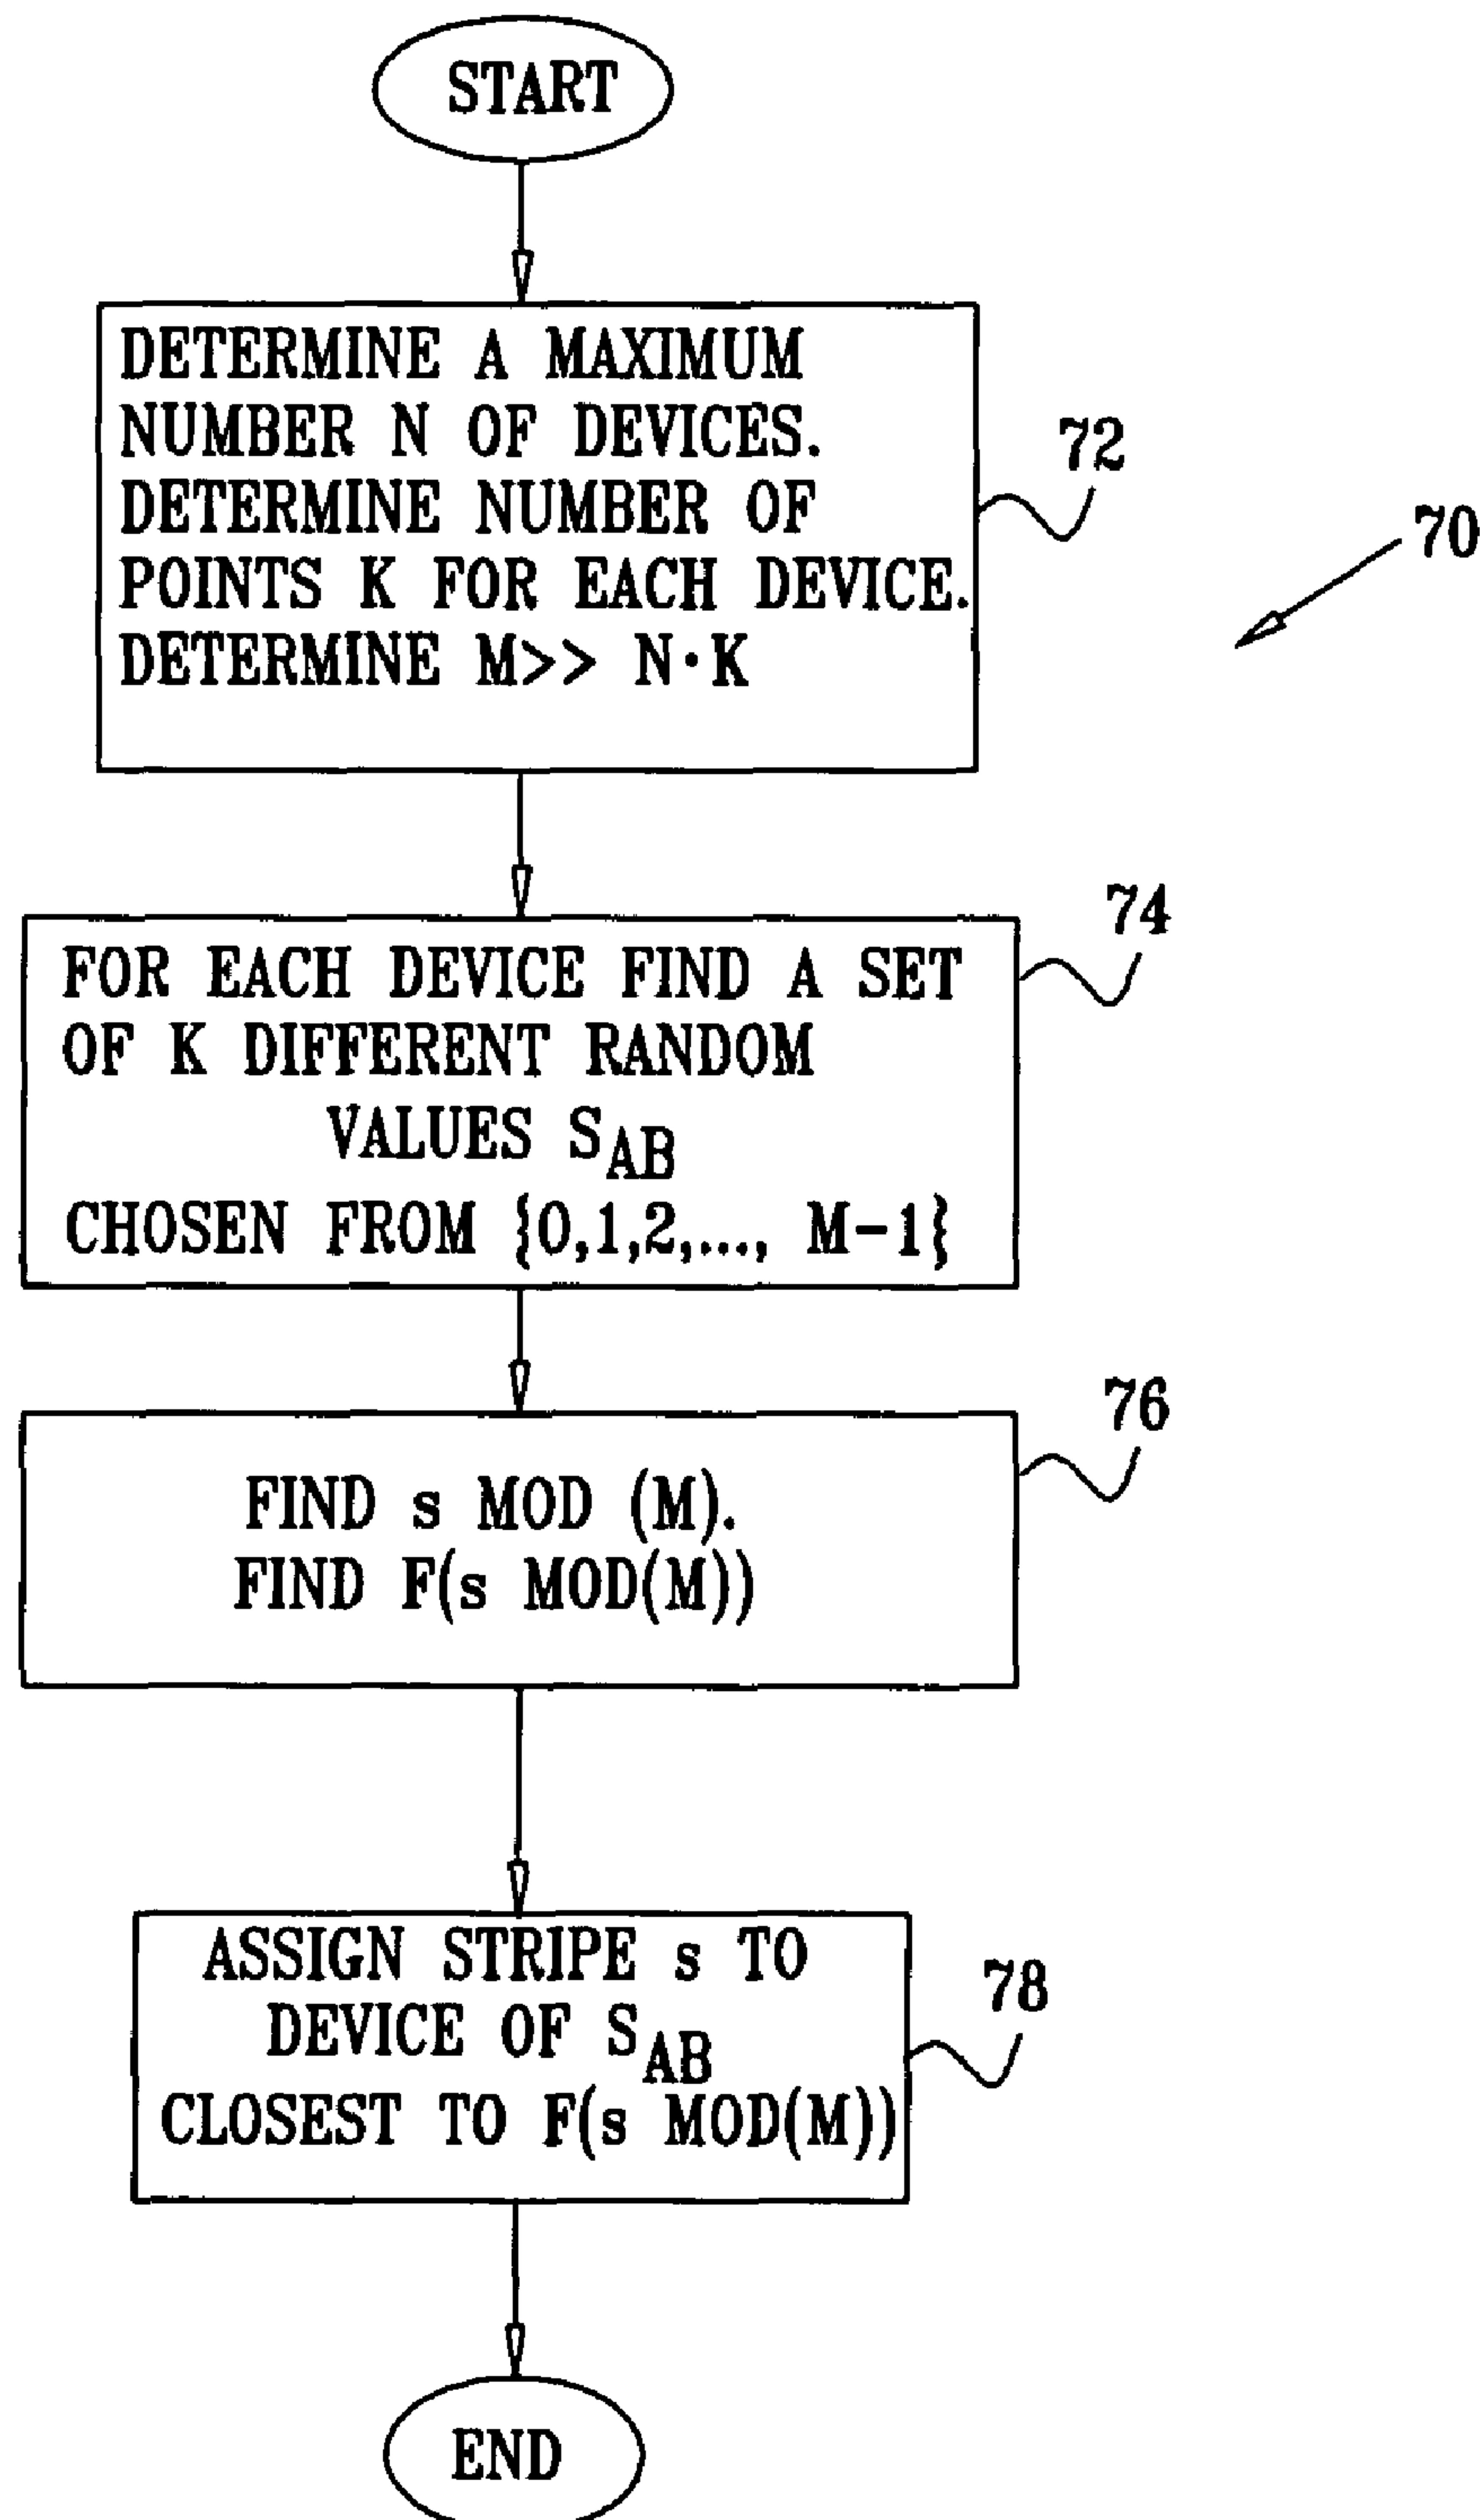 START
DETERMINE A MAXIMUM
NUMBER N OF DEVICES.
DETERMINE NUMBER OF
POINTS K FOR EACH DEVICE.
DETERMINE M>> N·K
72
70
FOR EACH DEVICE FIND A SET
OF K DIFFERENT RANDOM
VALUES S_AB
CHOSEN FROM {0,1,2,..., M-1}
74
FIND s MOD (M).
FIND F(s MOD(M))
76
ASSIGN STRIPE s TO
DEVICE OF S_AB
CLOSEST TO F(s MOD(M))
78
END